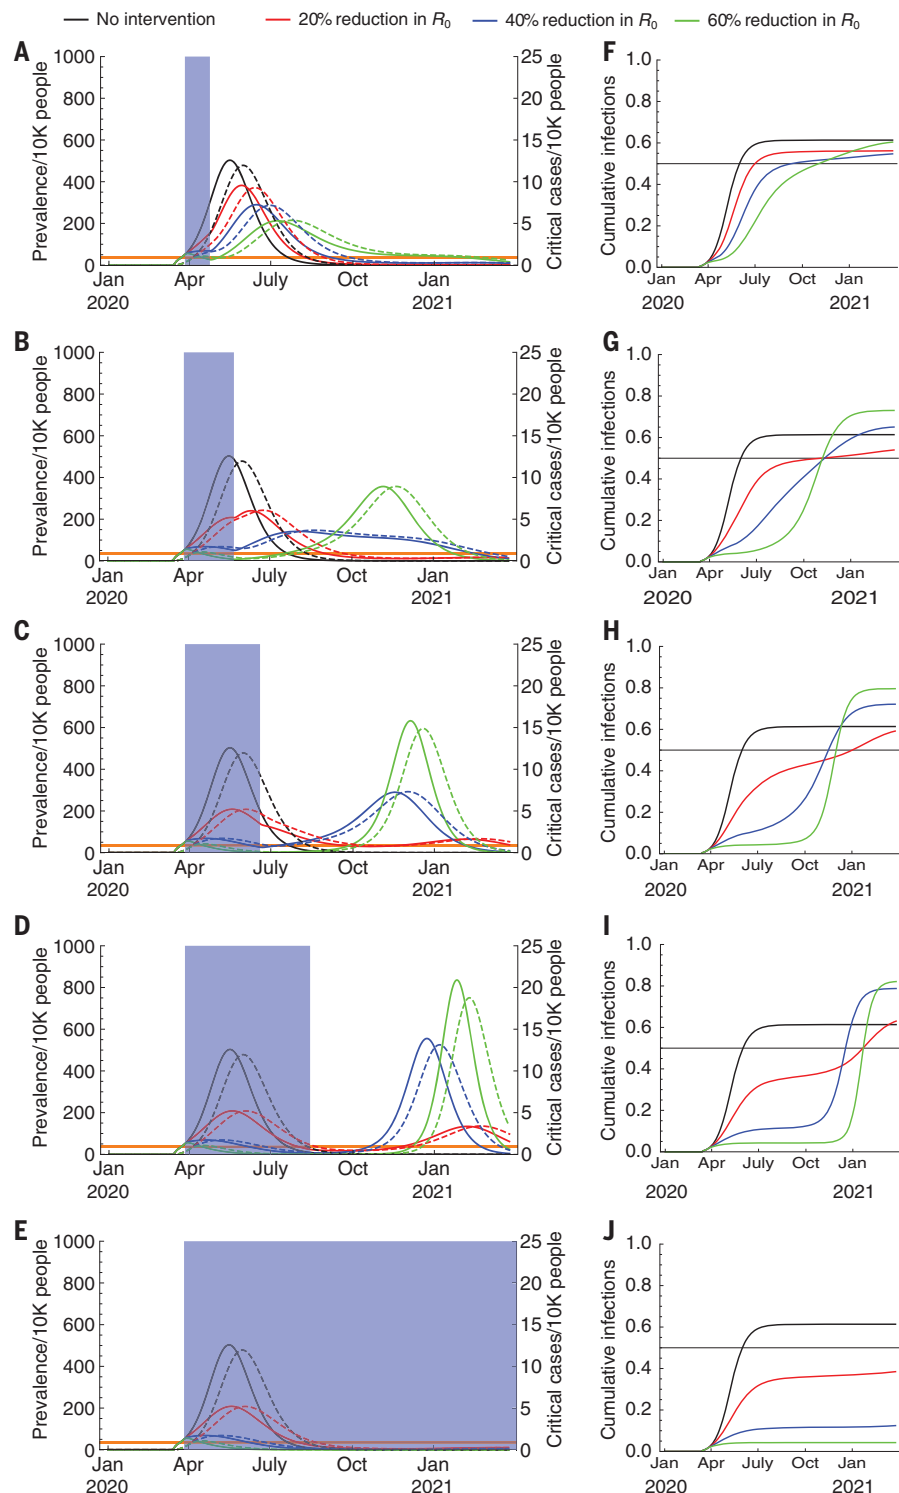 No intervention 20% reduction in R0 40% reduction in R0 60% reduction in R0
A
Prevalence/10K people
1000
800
600
400
200
0
25
20
15
10
5
0
Critical cases/10K people
Jan Apr July Oct Jan
2020 2021
F
Cumulative infections
1.0
0.8
0.6
0.4
0.2
0.0
Jan Apr July Oct Jan
2020 2021
B
Prevalence/10K people
1000
800
600
400
200
0
25
20
15
10
5
0
Critical cases/10K people
Jan Apr July Oct Jan
2020 2021
G
Cumulative infections
1.0
0.8
0.6
0.4
0.2
0.0
Jan Apr July Oct Jan
2020 2021
C
Prevalence/10K people
1000
800
600
400
200
0
25
20
15
10
5
0
Critical cases/10K people
Jan Apr July Oct Jan
2020 2021
H
Cumulative infections
1.0
0.8
0.6
0.4
0.2
0.0
Jan Apr July Oct Jan
2020 2021
D
Prevalence/10K people
1000
800
600
400
200
0
25
20
15
10
5
0
Critical cases/10K people
Jan Apr July Oct Jan
2020 2021
I
Cumulative infections
1.0
0.8
0.6
0.4
0.2
0.0
Jan Apr July Oct Jan
2020 2021
E
Prevalence/10K people
1000
800
600
400
200
0
25
20
15
10
5
0
Critical cases/10K people
Jan Apr July Oct Jan
2020 2021
J
Cumulative infections
1.0
0.8
0.6
0.4
0.2
0.0
Jan Apr July Oct Jan
2020 2021